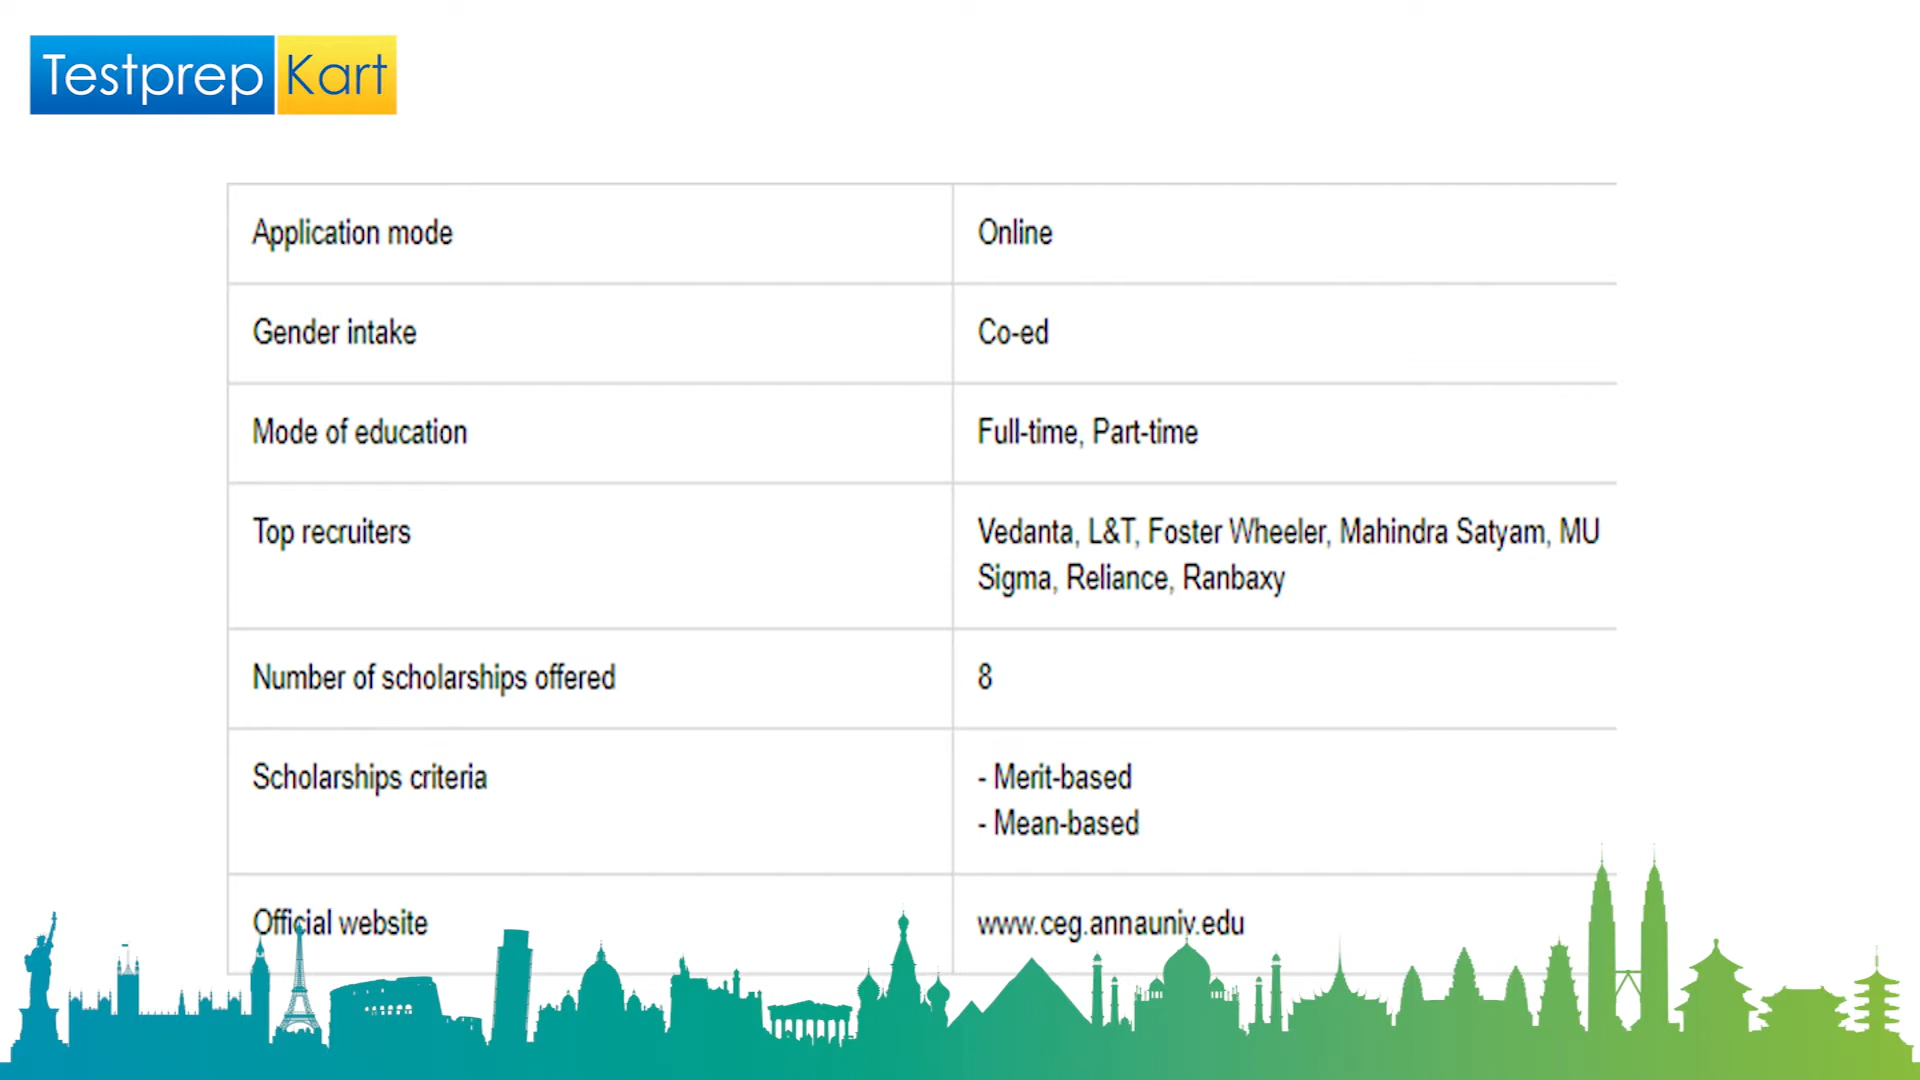 Testprep Kart
Application mode
Online
Gender intake
Co-ed
Mode of education
Full-time, Part-time
Top recruiters
Vedanta, L&T, Foster Wheeler, Mahindra Satyam, MU
Sigma, Reliance, Ranbaxy
Number of scholarships offered
8
Scholarships criteria
- Merit-based
- Mean-based
Official website
www.ceg.annauniv.edu